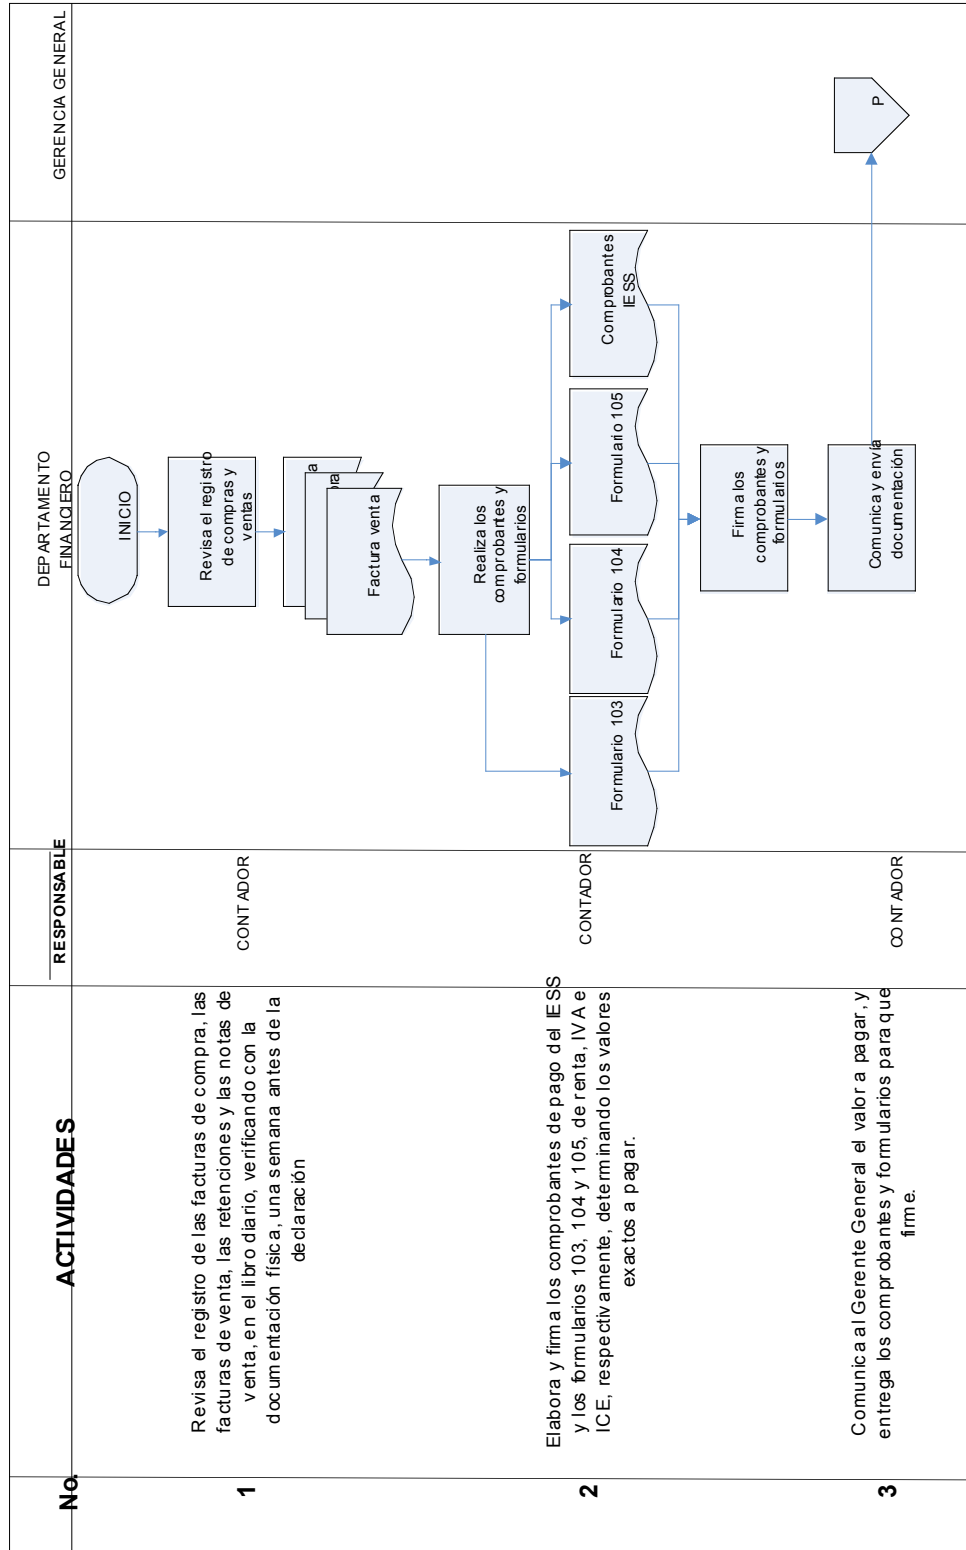 No.
ACTIVIDADES
RESPONSABLE
DEPARTAMENTO
FINANCIERO
GERENCIA GENERAL
1
Revisa el registro de las facturas de compra, las
facturas de venta, las retenciones y las notas de
venta, en el libro diario, verificando con la
documentación física, una semana antes de la
declaración
CONTADOR
INICIO
Revisa el registro
de compras y
ventas
Factura venta
2
Elabora y firma los comprobantes de pago del IESS
y los formularios 103, 104 y 105, de renta, IVA e
ICE, respectivamente, determinando los valores
exactos a pagar.
CONTADOR
Realiza los
comprobantes y
formularios
Formulario 103
Formulario 104
Formulario 105
Comprobantes
IESS
Firma los
comprobantes y
formularios
3
Comunica al Gerente General el valor a pagar, y
entrega los comprobantes y formularios para que
firme.
CONTADOR
Comunica y envía
documentación
P